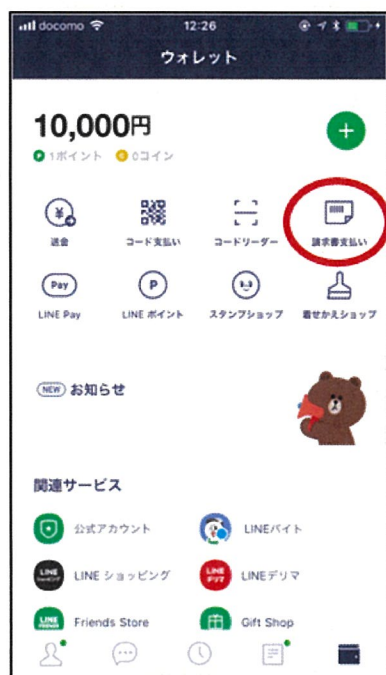 docomo 12:26
ウォレット
10,000円
P 1ポイント C 0コイン
送金 コード支払い コードリーダー 請求書支払い
Pay P
LINE Pay LINE ポイント スタンプショップ 着せかえショップ
NEW お知らせ
関連サービス
公式アカウント LINEバイト
LINE ショッピング LINEデリマ
Friends Store Gift Shop